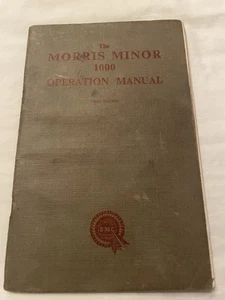 The
MORRIS MINOR
1000
OPERATION MANUAL
BMC